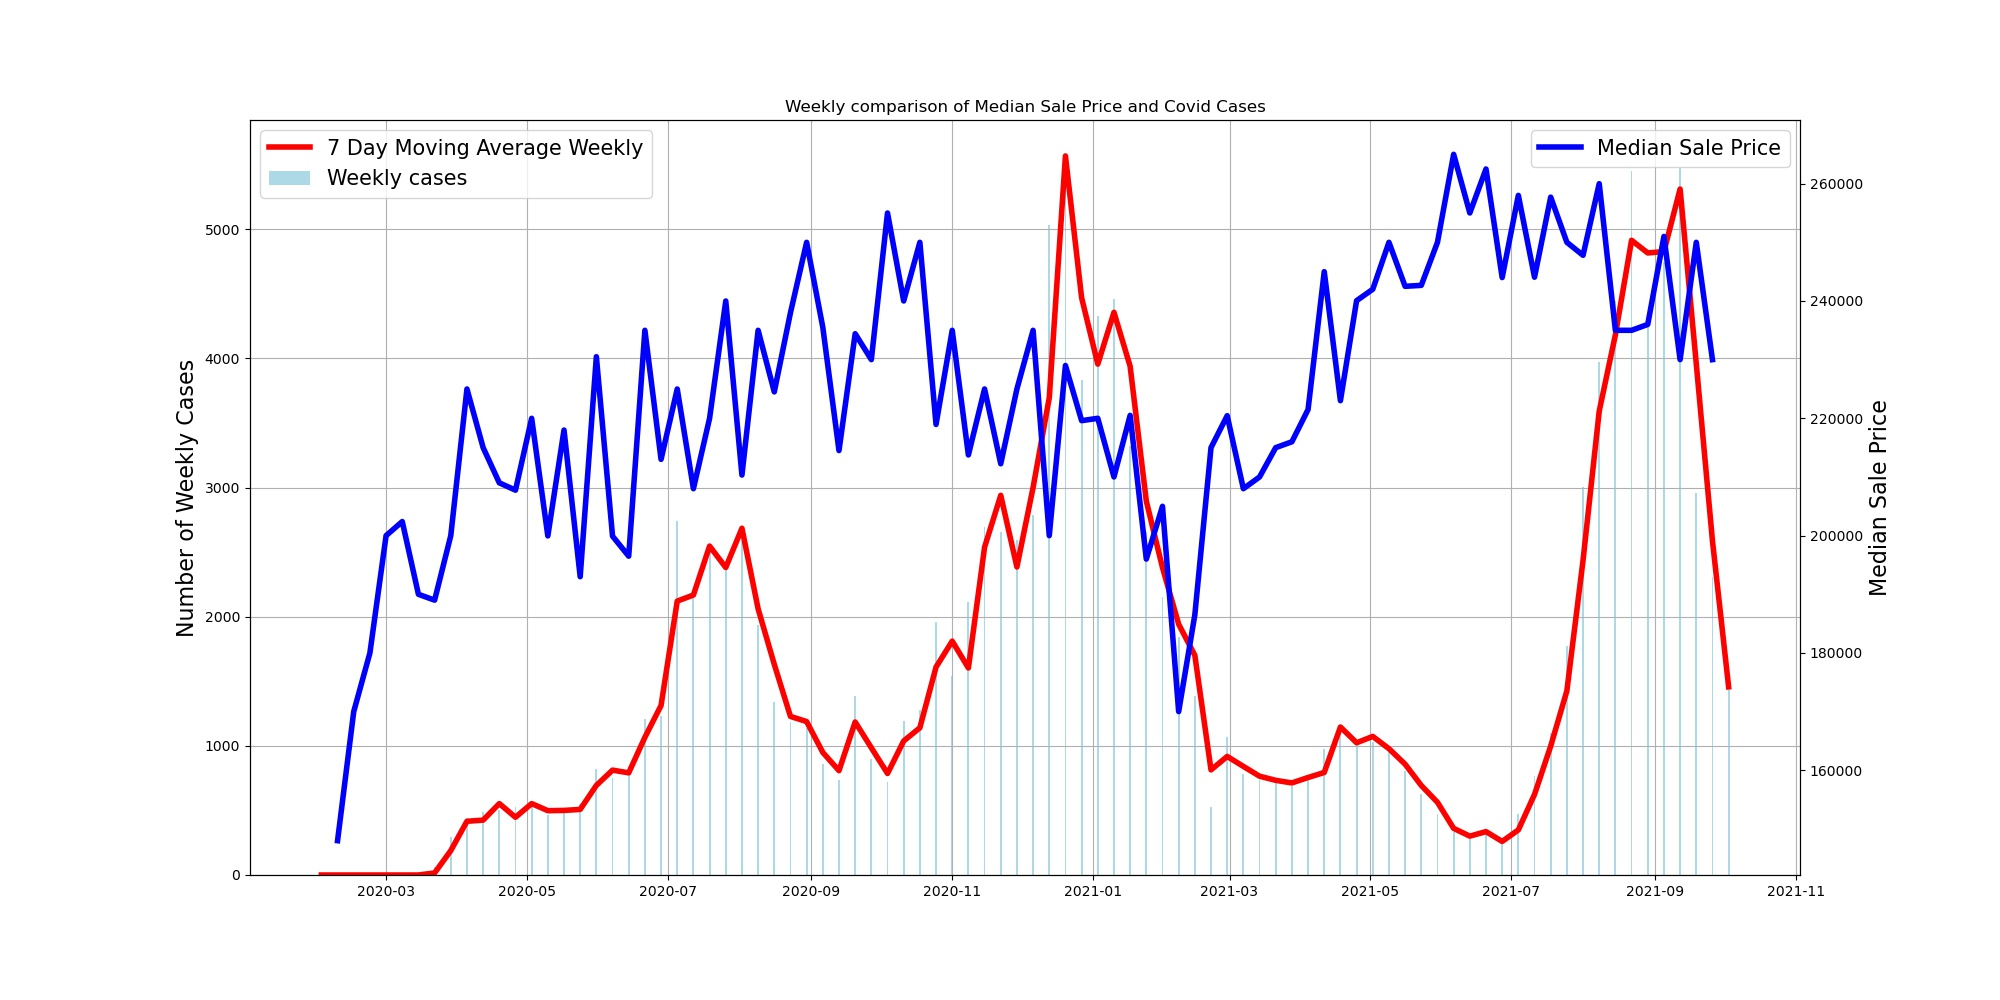 Weekly comparison of Median Sale Price and Covid Cases
7 Day Moving Average Weekly
Weekly cases
Median Sale Price
Number of Weekly Cases
5000
4000
3000
2000
1000
0
260000
240000
220000
200000
180000
160000
Median Sale Price
2020-03 2020-05 2020-07 2020-09 2020-11 2021-01 2021-03 2021-05 2021-07 2021-09 2021-11